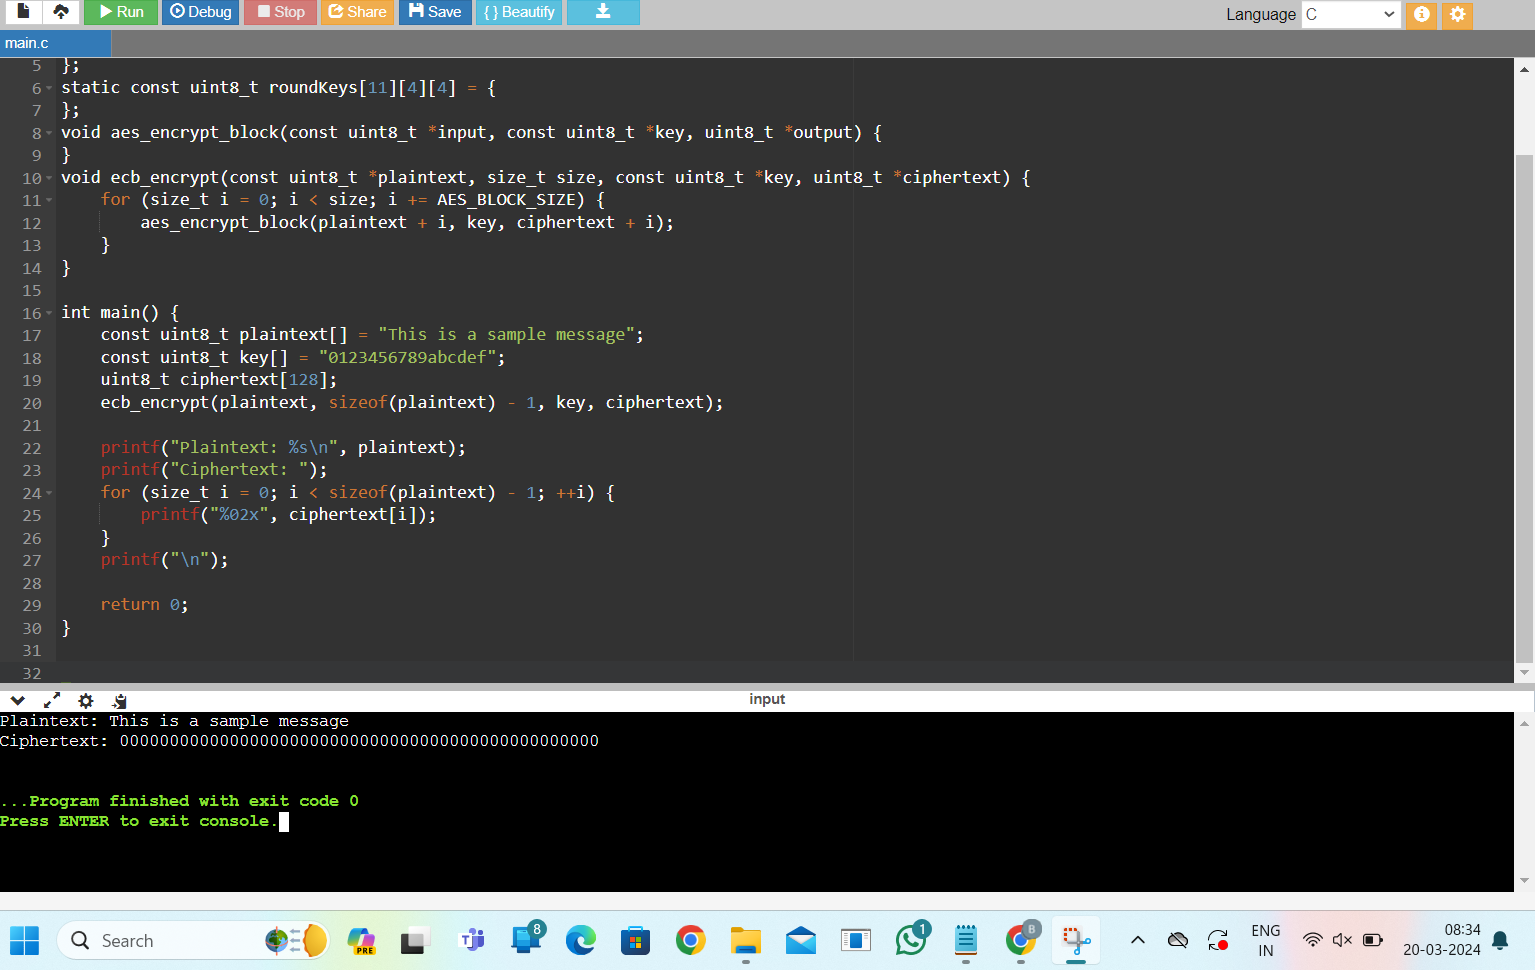 Run Debug Stop Share Save { } Beautify Language C
main.c
5 };
6 static const uint8_t roundKeys[11][4][4] = {
7 };
8 void aes_encrypt_block(const uint8_t *input, const uint8_t *key, uint8_t *output) {
9 }
10 void ecb_encrypt(const uint8_t *plaintext, size_t size, const uint8_t *key, uint8_t *ciphertext) {
11 for (size_t i = 0; i < size; i += AES_BLOCK_SIZE) {
12 aes_encrypt_block(plaintext + i, key, ciphertext + i);
13 }
14 }
15
16 int main() {
17 const uint8_t plaintext[] = "This is a sample message";
18 const uint8_t key[] = "0123456789abcdef";
19 uint8_t ciphertext[128];
20 ecb_encrypt(plaintext, sizeof(plaintext) - 1, key, ciphertext);
21
22 printf("Plaintext: %s\n", plaintext);
23 printf("Ciphertext: ");
24 for (size_t i = 0; i < sizeof(plaintext) - 1; ++i) {
25 printf("%02x", ciphertext[i]);
26 }
27 printf("\n");
28
29 return 0;
30 }
31
32
input
Plaintext: This is a sample message
Ciphertext: 000000000000000000000000000000000000000000000000
...Program finished with exit code 0
Press ENTER to exit console.
Search PRE 8 1 B ENG IN 08:34
20-03-2024